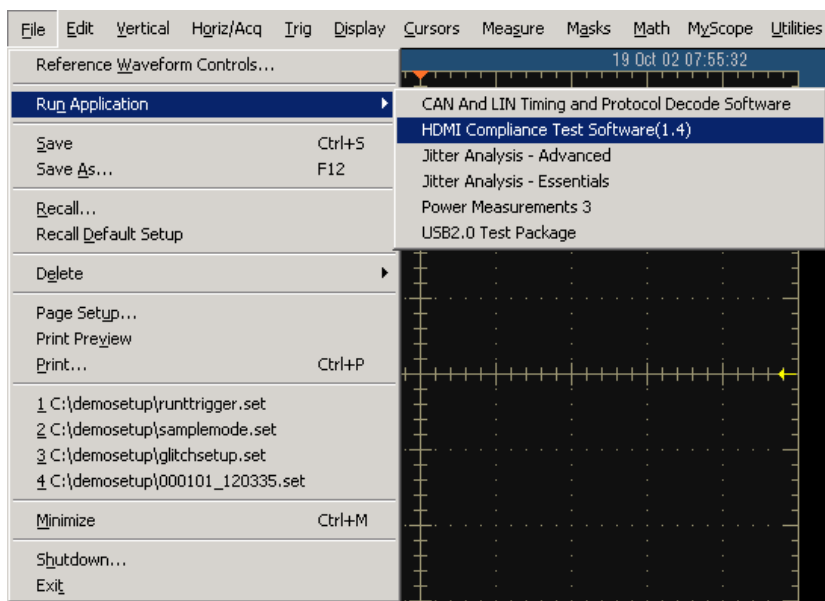 File Edit Vertical Horiz/Acq Trig Display Cursors Measure Masks Math MyScope Utilities
19 Oct 02 07:55:32
Reference Waveform Controls...
Run Application
CAN And LIN Timing and Protocol Decode Software
HDMI Compliance Test Software(1.4)
Jitter Analysis - Advanced
Jitter Analysis - Essentials
Power Measurements 3
USB2.0 Test Package
Save Ctrl+S
Save As... F12
Recall...
Recall Default Setup
Delete
Page Setup...
Print Preview
Print... Ctrl+P
1 C:\demosetup\runttrigger.set
2 C:\demosetup\samplemode.set
3 C:\demosetup\glitchsetup.set
4 C:\demosetup\000101_120335.set
Minimize Ctrl+M
Shutdown...
Exit